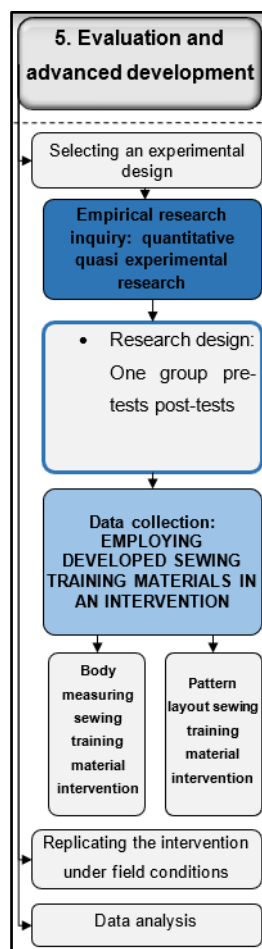 5. Evaluation and
advanced development
Selecting an experimental
design
Empirical research
inquiry: quantitative
quasi experimental
research
• Research design:
One group pre-
tests post-tests
Data collection:
EMPLOYING
DEVELOPED SEWING
TRAINING MATERIALS IN
AN INTERVENTION
Body
measuring
sewing
training
material
intervention
Pattern
layout sewing
training
material
intervention
Replicating the intervention
under field conditions
Data analysis